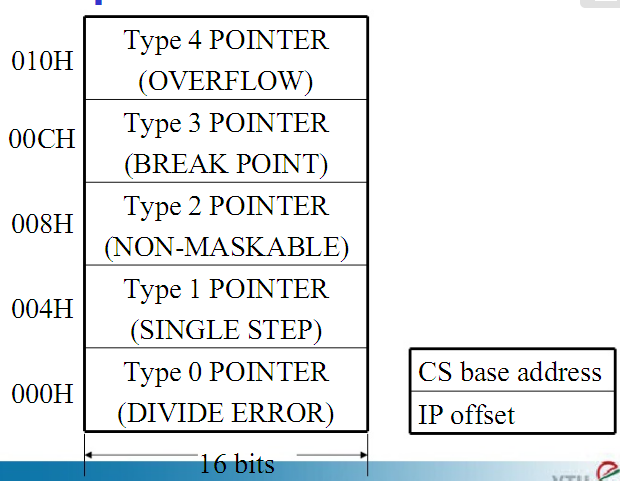 010H
Type 4 POINTER
(OVERFLOW)
00CH
Type 3 POINTER
(BREAK POINT)
008H
Type 2 POINTER
(NON-MASKABLE)
004H
Type 1 POINTER
(SINGLE STEP)
000H
Type 0 POINTER
(DIVIDE ERROR)
CS base address
IP offset
16 bits